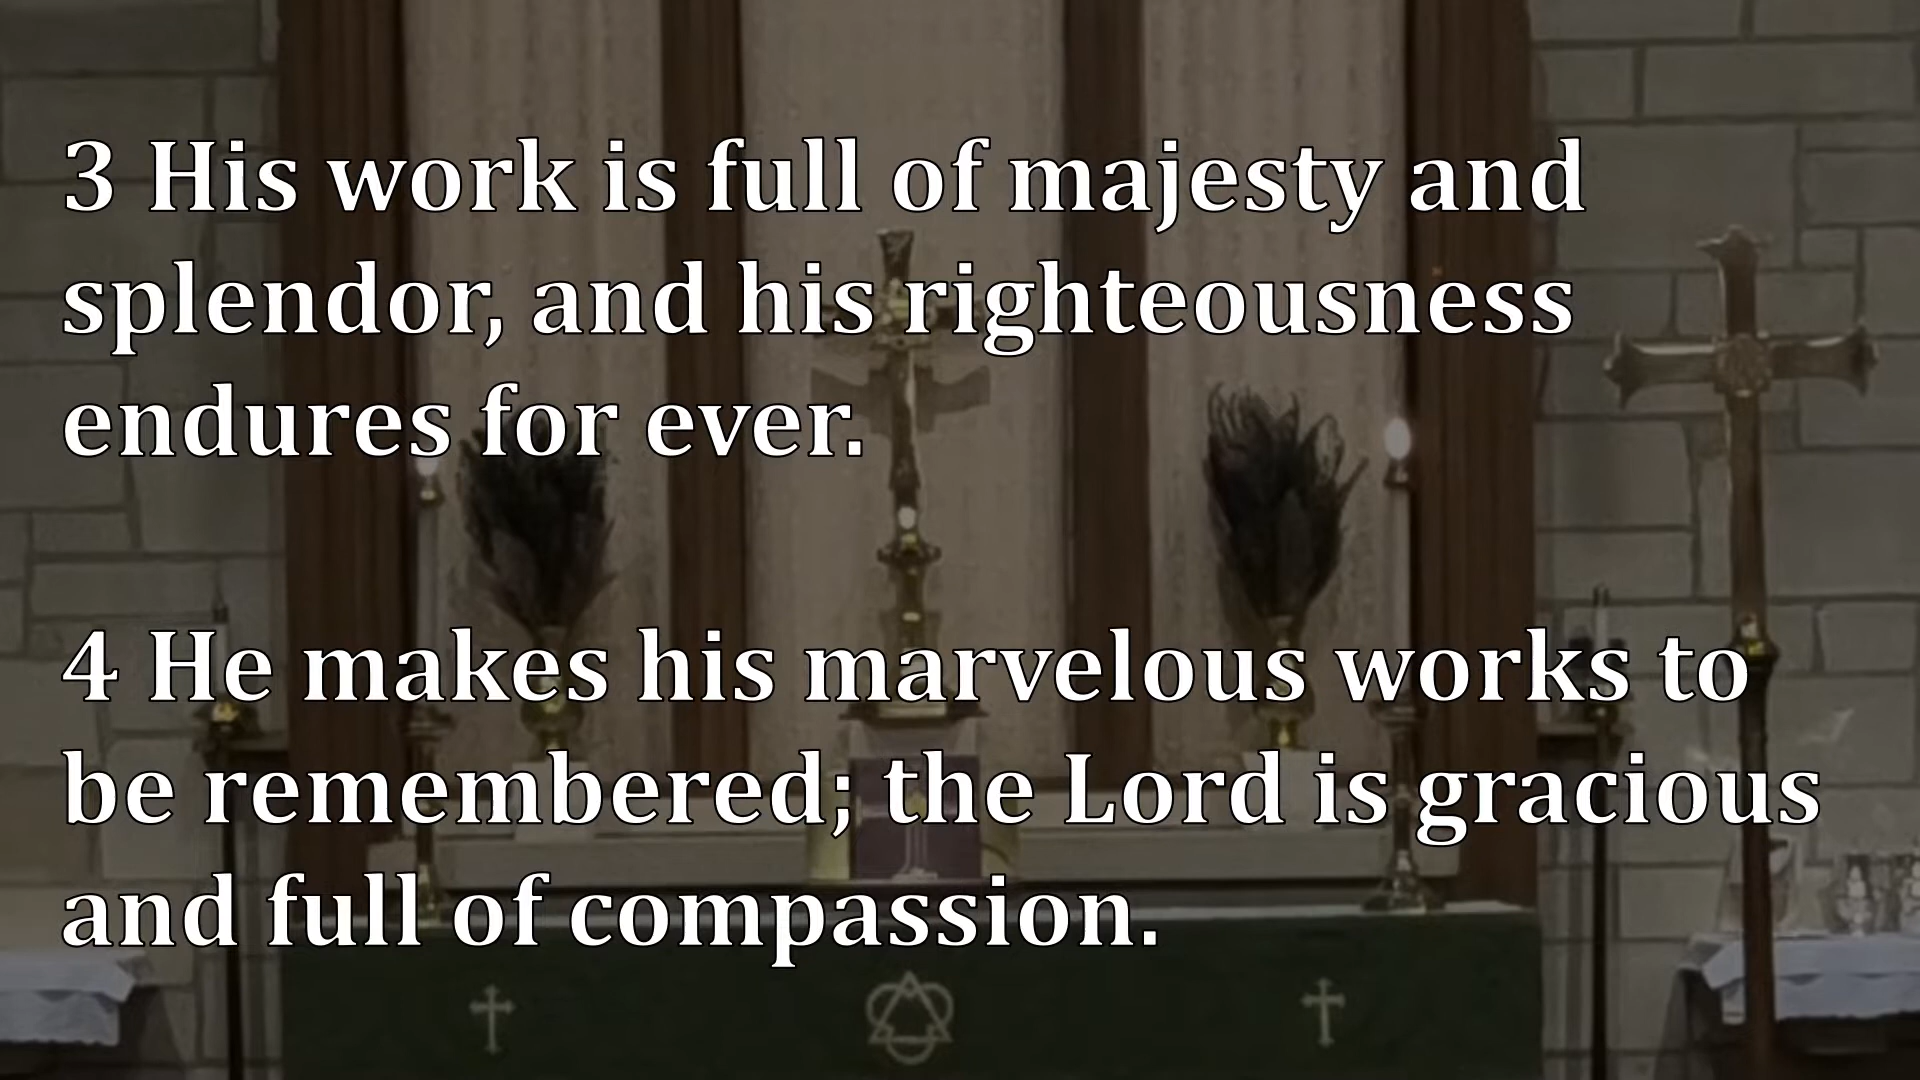 3 His work is full of majesty and
splendor, and his righteousness
endures for ever.
4 He makes his marvelous works to
be remembered; the Lord is gracious
and full of compassion.